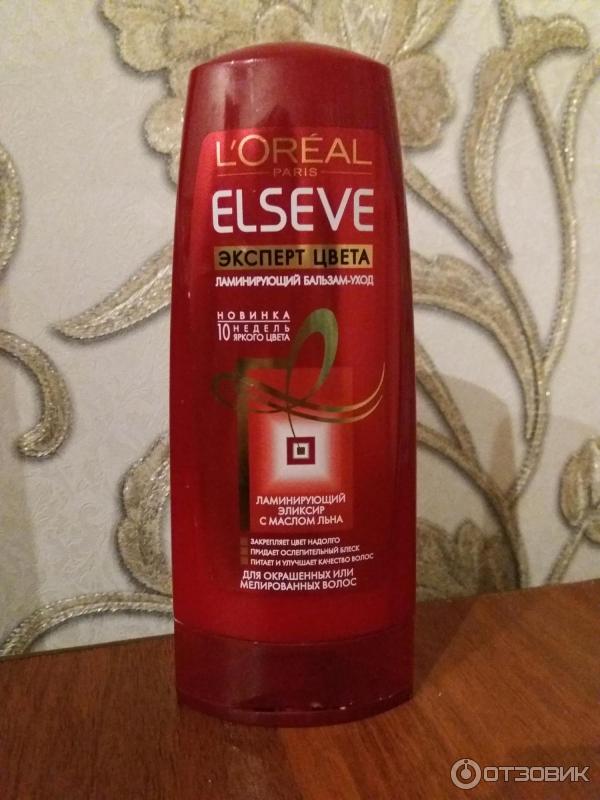 L'ORÉAL
PARIS
ELSEVE
ЭКСПЕРТ ЦВЕТА
ЛАМИНИРУЮЩИЙ БАЛЬЗАМ-УХОД
НОВИНКА
10 НЕДЕЛЬ
ЯРКОГО ЦВЕТА
ЛАМИНИРУЮЩИЙ
ЭЛИКСИР
С МАСЛОМ ЛЬНА
ЗАКРЕПЛЯЕТ ЦВЕТ НАДОЛГО
ПРИДАЕТ ОСЛЕПИТЕЛЬНЫЙ БЛЕСК
ПИТАЕТ И УЛУЧШАЕТ КАЧЕСТВО ВОЛОС
ДЛЯ ОКРАШЕННЫХ ИЛИ
МЕЛИРОВАННЫХ ВОЛОС
ОТЗОВИК